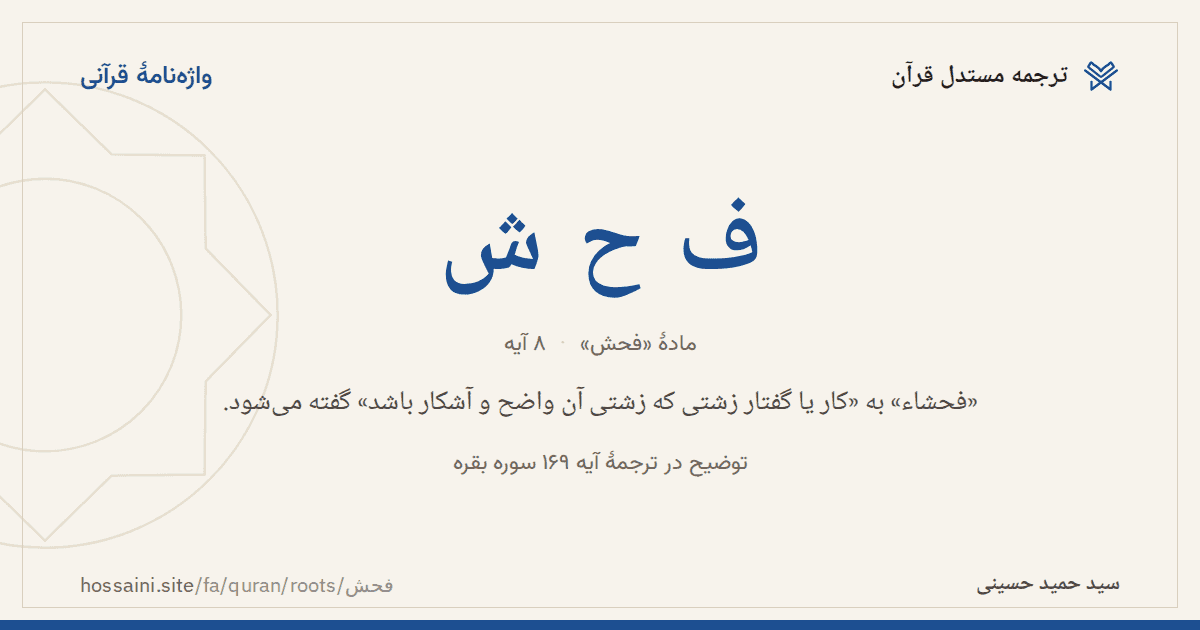 ترجمه مستدل قرآن
واژه‌نامهٔ قرآنی
ف ح ش
مادهٔ «فحش» · ۸ آیه
«فحشاء» به «کار یا گفتار زشتی که زشتی آن واضح و آشکار باشد» گفته می‌شود.
توضیح در ترجمهٔ آیه ۱۶۹ سوره بقره
سید حمید حسینی
hossaini.site/fa/quran/roots/فحش